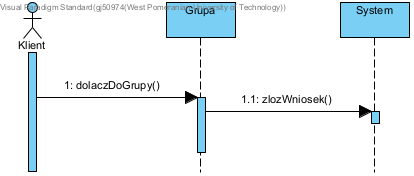 Visual Paradigm Standard(gj50974(West Pomeranian University of Technology))
Grupa
System
Klient
1: dolaczDoGrupy()
1.1: zlozWniosek()